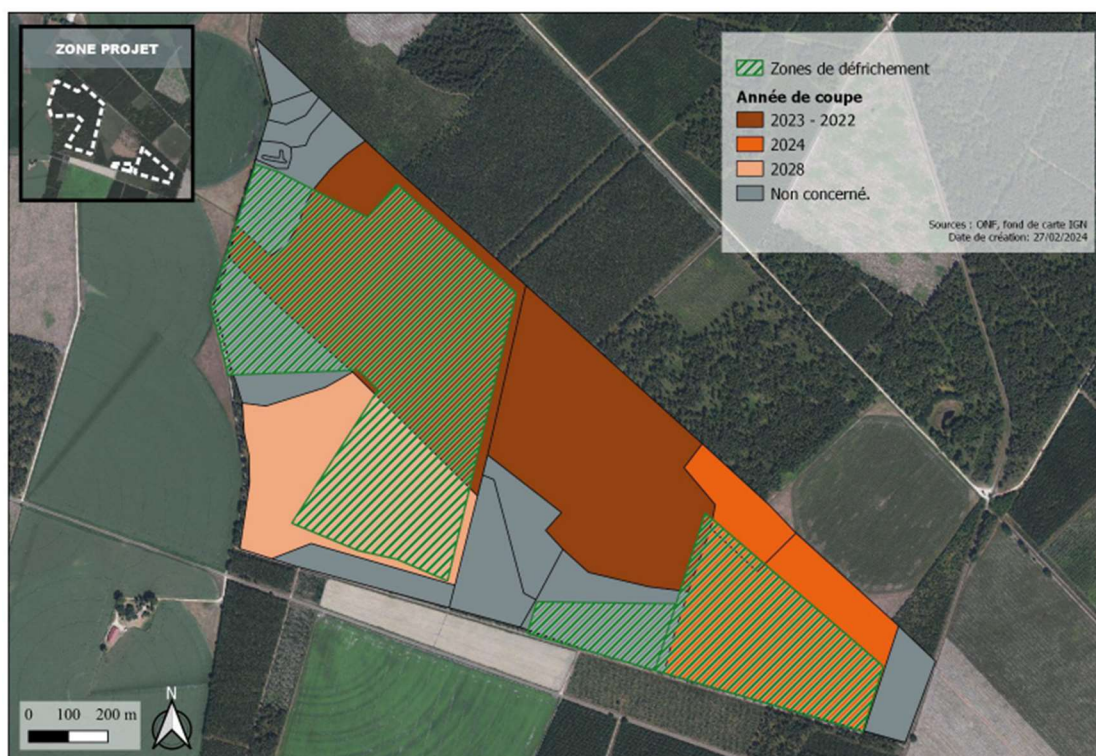 ZONE PROJET
Zones de défrichement
Année de coupe
2023 - 2022
2024
2028
Non concerné.
Sources : ONF, fond de carte IGN
Date de création: 27/02/2024
N
0 100 200 m